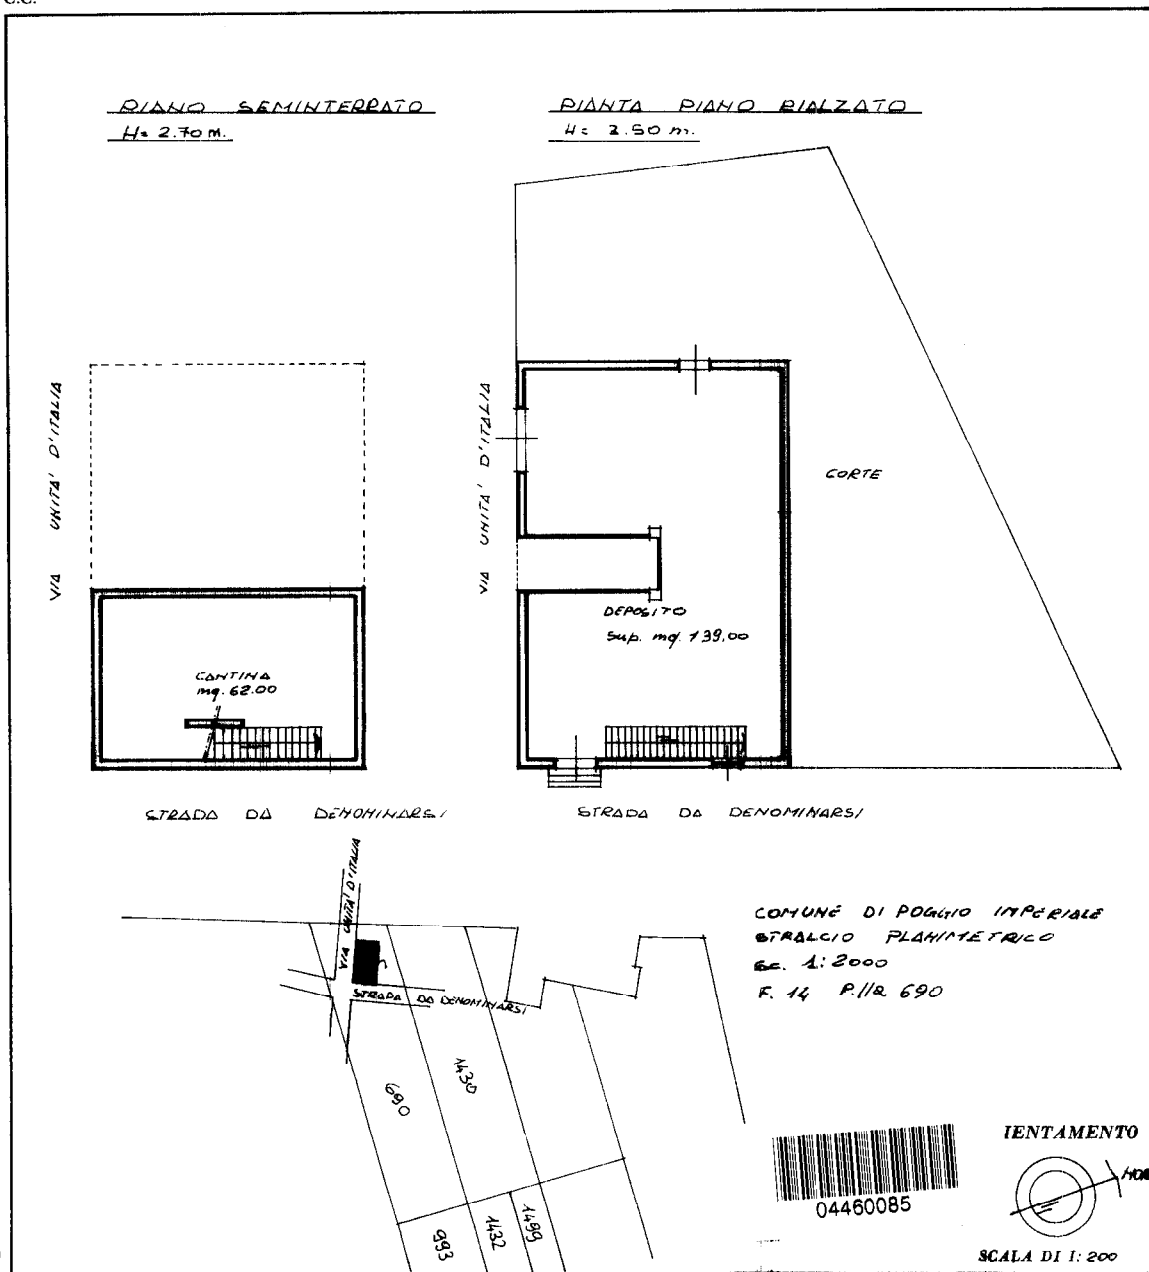 C.C.
PIANO SEMINTERRATO
H= 2.70 m.
PIANTA PIANO RIALZATO
H= 3.50 m.
VIA UNITA' D'ITALIA
VIA UNITA' D'ITALIA
CORTE
DEPOSITO
Sup. mq. 139,00
CANTINA
mq. 62.00
STRADA DA DENOMINARSI
STRADA DA DENOMINARSI
VIA UNITA' D'ITALIA
STRADA DA DENOMINARSI
COMUNE DI POGGIO IMPERIALE
STRALCIO PLANIMETRICO
Sc. 1:2000
F. 14 P.lla 690
690
1430
993
1432
1499
04460085
IENTAMENTO
NOR
SCALA DI 1: 200